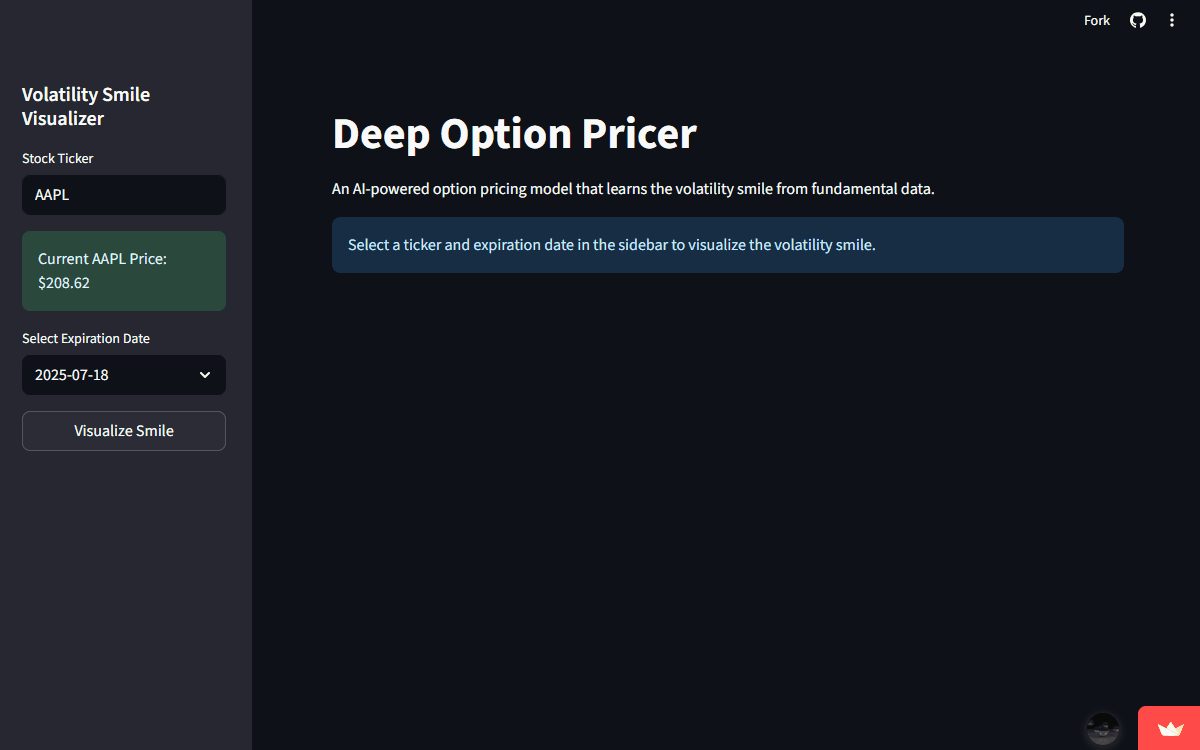 Fork
Volatility Smile
Visualizer
Stock Ticker
AAPL
Current AAPL Price:
$208.62
Select Expiration Date
2025-07-18
Visualize Smile
Deep Option Pricer
An AI-powered option pricing model that learns the volatility smile from fundamental data.
Select a ticker and expiration date in the sidebar to visualize the volatility smile.